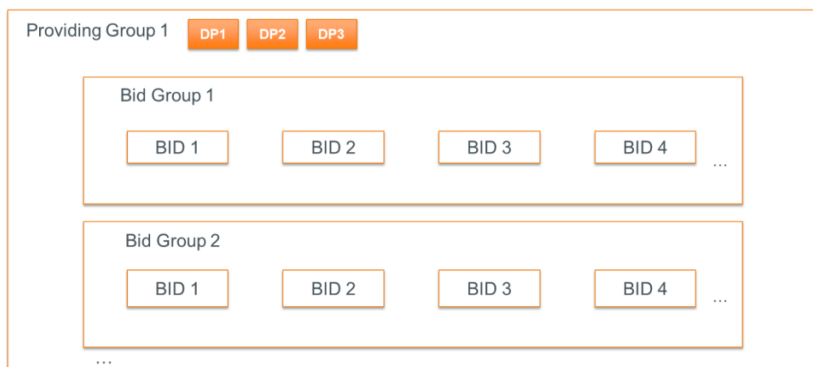 Providing Group 1 DP1 DP2 DP3
Bid Group 1
BID 1 BID 2 BID 3 BID 4 ...
Bid Group 2
BID 1 BID 2 BID 3 BID 4 ...
...